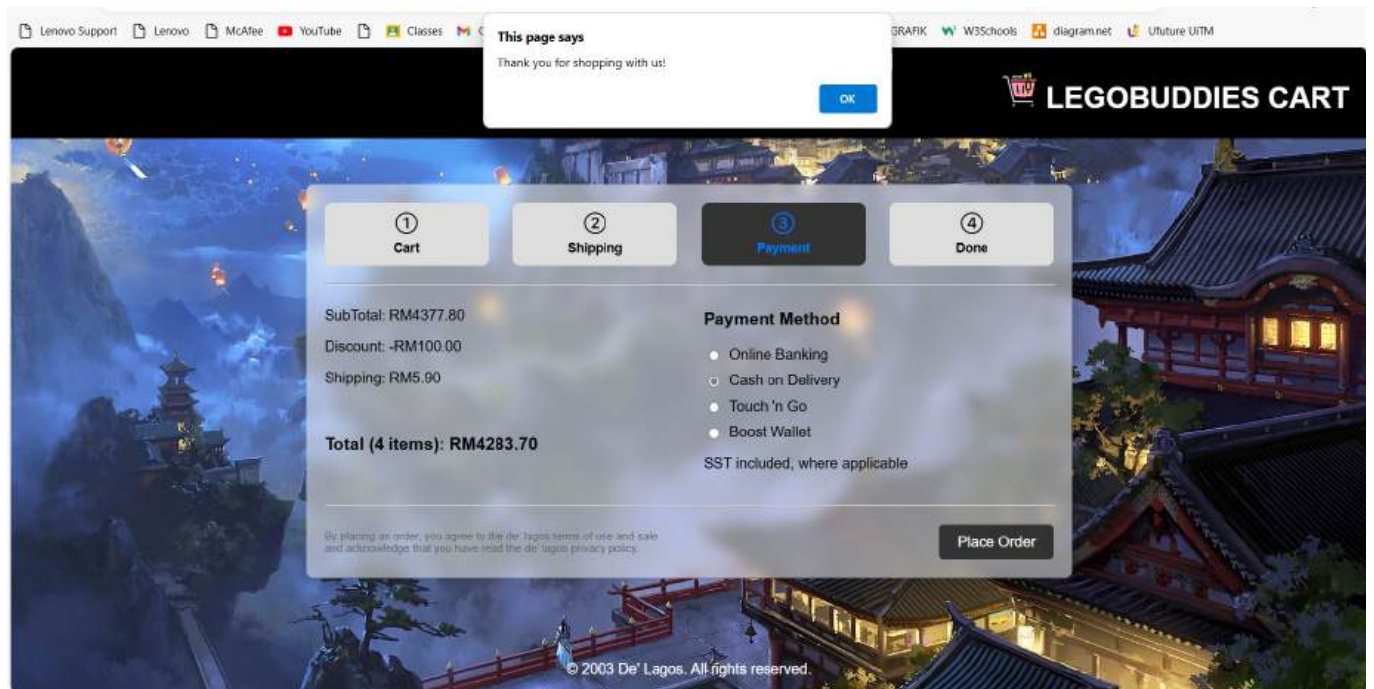 Lenovo Support Lenovo McAfee YouTube Classes GRAFIK W3Schools diagram.net Ufuture UiTM
This page says
Thank you for shopping with us!
OK
LEGOBUDDIES CART
1 2 3 4
Cart Shipping Payment Done
SubTotal: RM4377.80
Discount: -RM100.00
Shipping: RM5.90
Total (4 items): RM4283.70
Payment Method
Online Banking
Cash on Delivery
Touch 'n Go
Boost Wallet
SST included, where applicable
By placing an order, you agree to the de' lagos terms of use and sale
and acknowledge that you have read the de' lagos privacy policy.
Place Order
© 2003 De' Lagos. All rights reserved.